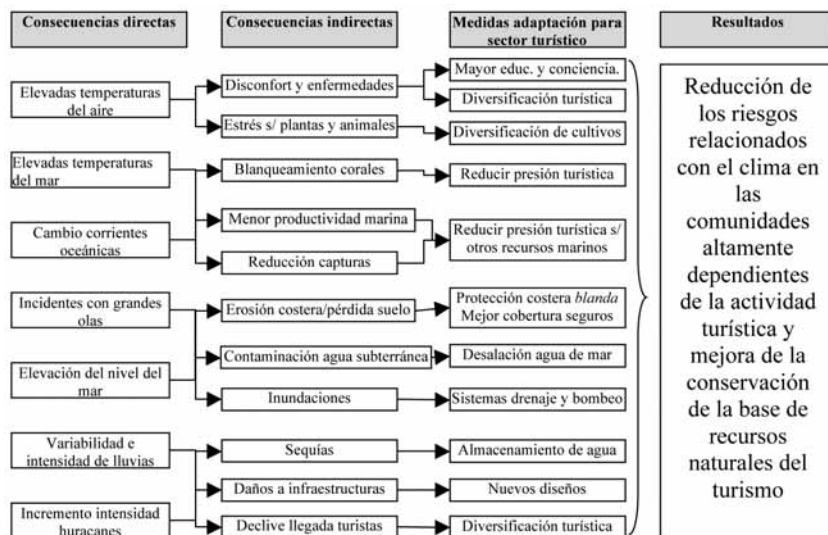 Consecuencias directas
Consecuencias indirectas
Medidas adaptación para
sector turístico
Resultados
Elevadas temperaturas
del aire
Elevadas temperaturas
del mar
Cambio corrientes
oceánicas
Incidentes con grandes
olas
Elevación del nivel del
mar
Variabilidad e
intensidad de lluvias
Incremento intensidad
huracanes
Disconfort y enfermedades
Estrés s/ plantas y animales
Blanqueamiento corales
Menor productividad marina
Reducción capturas
Erosión costera/pérdida suelo
Contaminación agua subterránea
Inundaciones
Sequías
Daños a infraestructuras
Declive llegada turistas
Mayor educ. y conciencia.
Diversificación turística
Diversificación de cultivos
Reducir presión turística
Reducir presión turística s/
otros recursos marinos
Protección costera blanda
Mejor cobertura seguros
Desalación agua de mar
Sistemas drenaje y bombeo
Almacenamiento de agua
Nuevos diseños
Diversificación turística
Reducción de
los riesgos
relacionados
con el clima en
las
comunidades
altamente
dependientes
de la actividad
turística y
mejora de la
conservación
de la base de
recursos
naturales del
turismo